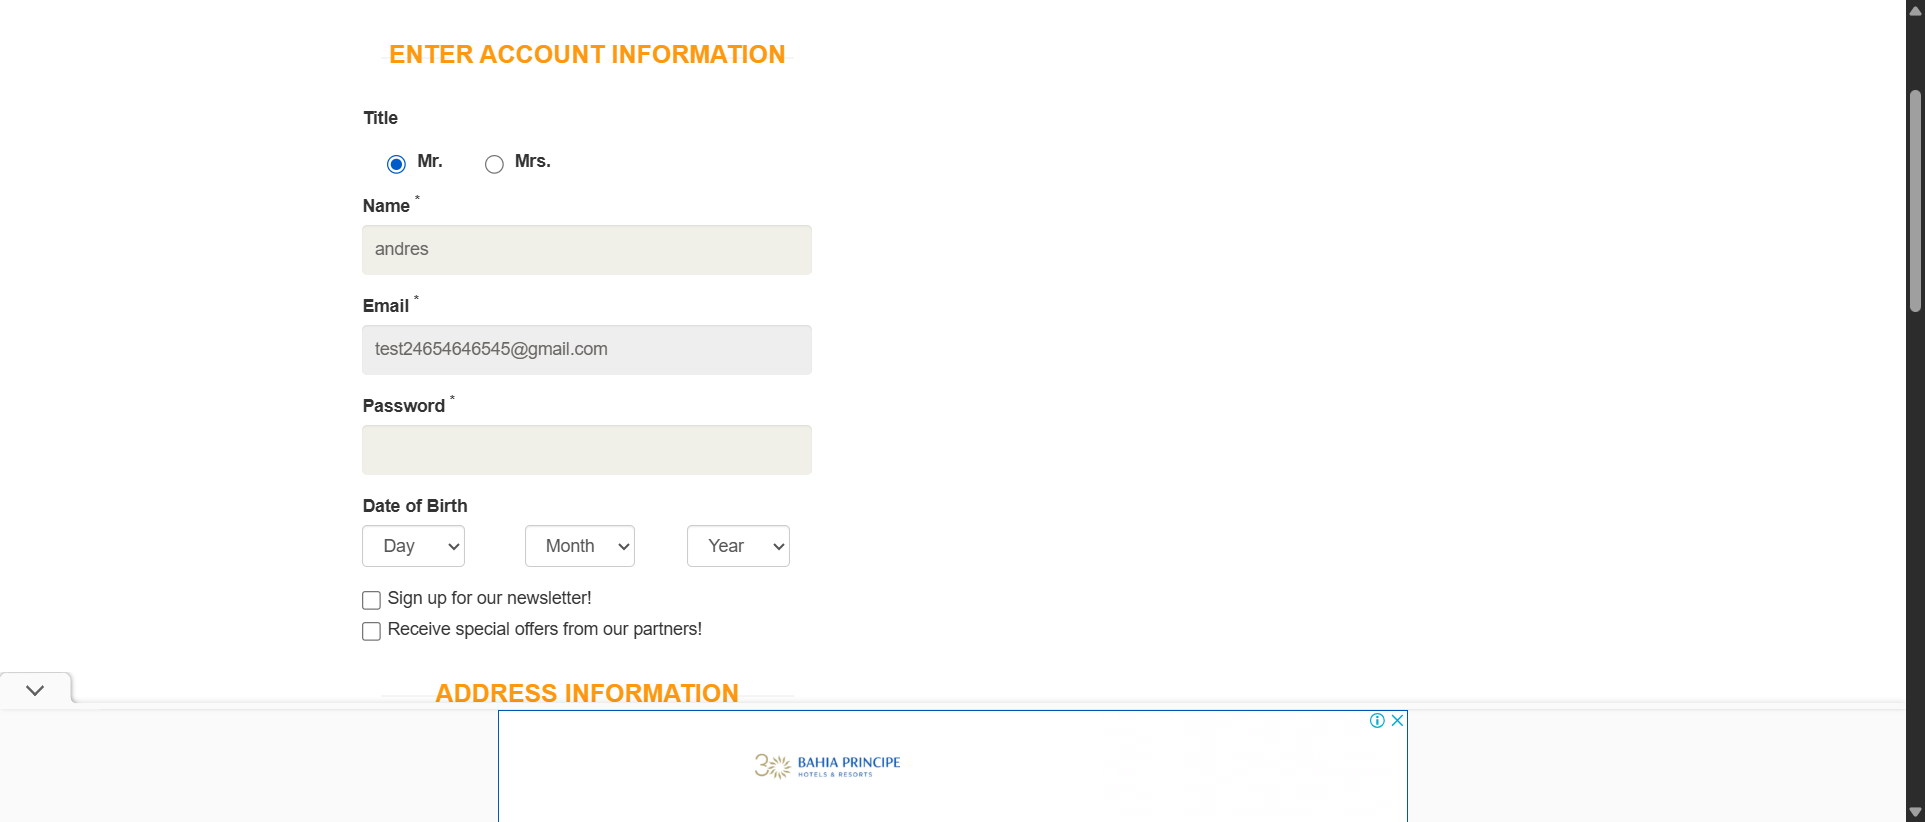 ENTER ACCOUNT INFORMATION
Title
Mr. Mrs.
Name *
andres
Email *
test24654646545@gmail.com
Password *
Date of Birth
Day Month Year
Sign up for our newsletter!
Receive special offers from our partners!
ADDRESS INFORMATION
30 BAHIA PRINCIPE
HOTELS & RESORTS